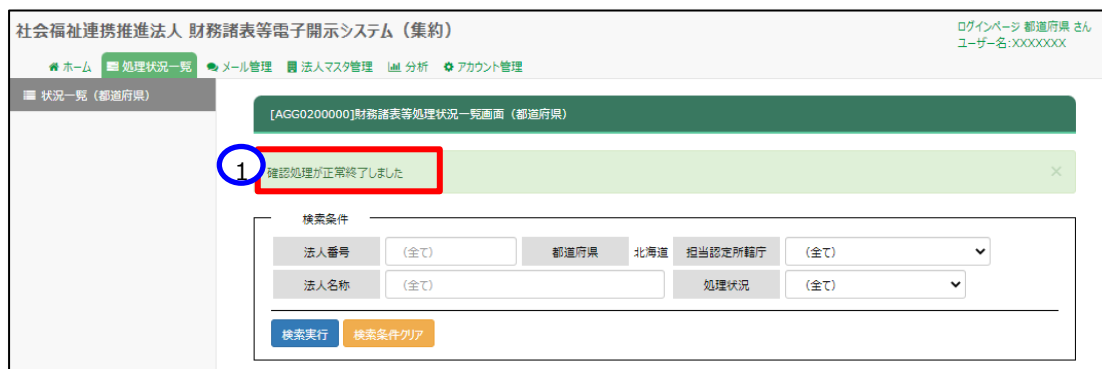 社会福祉連携推進法人 財務諸表等電子開示システム（集約）
ログインページ 都道府県 さん
ユーザー名:XXXXXXX
ホーム 処理状況一覧 メール管理 法人マスタ管理 分析 アカウント管理
状況一覧（都道府県）
[AGG0200000]財務諸表等処理状況一覧画面（都道府県）
1 確認処理が正常終了しました ×
検索条件
法人番号 （全て） 都道府県 北海道 担当認定所轄庁 （全て）
法人名称 （全て） 処理状況 （全て）
検索実行 検索条件クリア